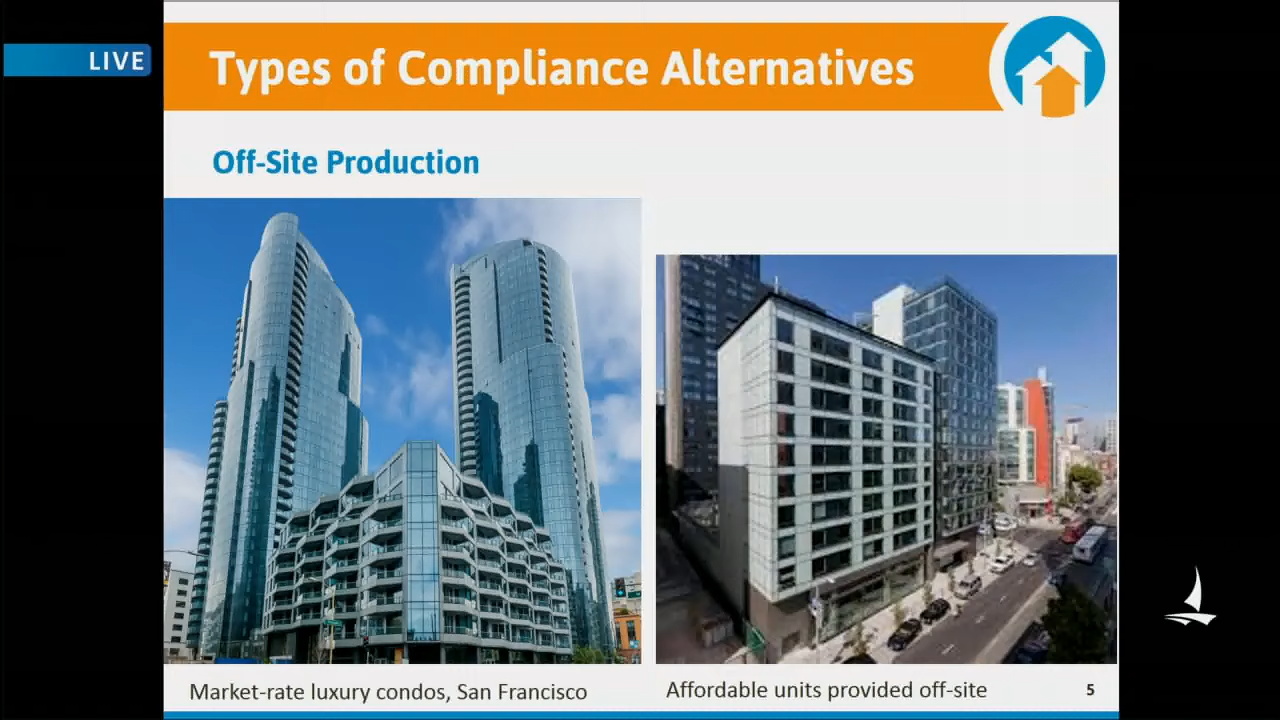 LIVE
Types of Compliance Alternatives
Off-Site Production
Market-rate luxury condos, San Francisco
Affordable units provided off-site
5